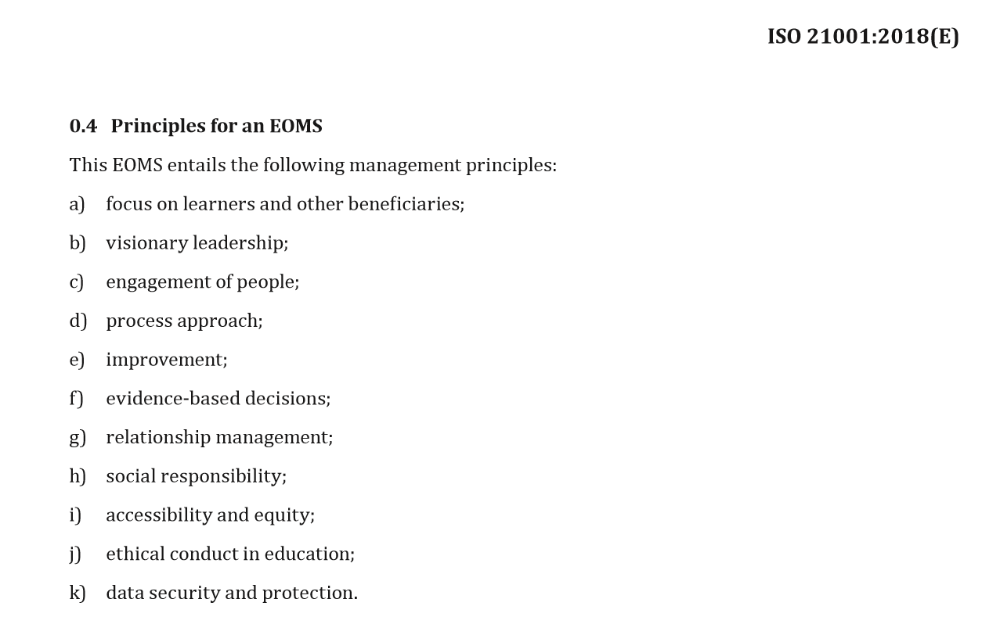 ISO 21001:2018(E)
0.4 Principles for an EOMS
This EOMS entails the following management principles:
a) focus on learners and other beneficiaries;
b) visionary leadership;
c) engagement of people;
d) process approach;
e) improvement;
f) evidence-based decisions;
g) relationship management;
h) social responsibility;
i) accessibility and equity;
j) ethical conduct in education;
k) data security and protection.